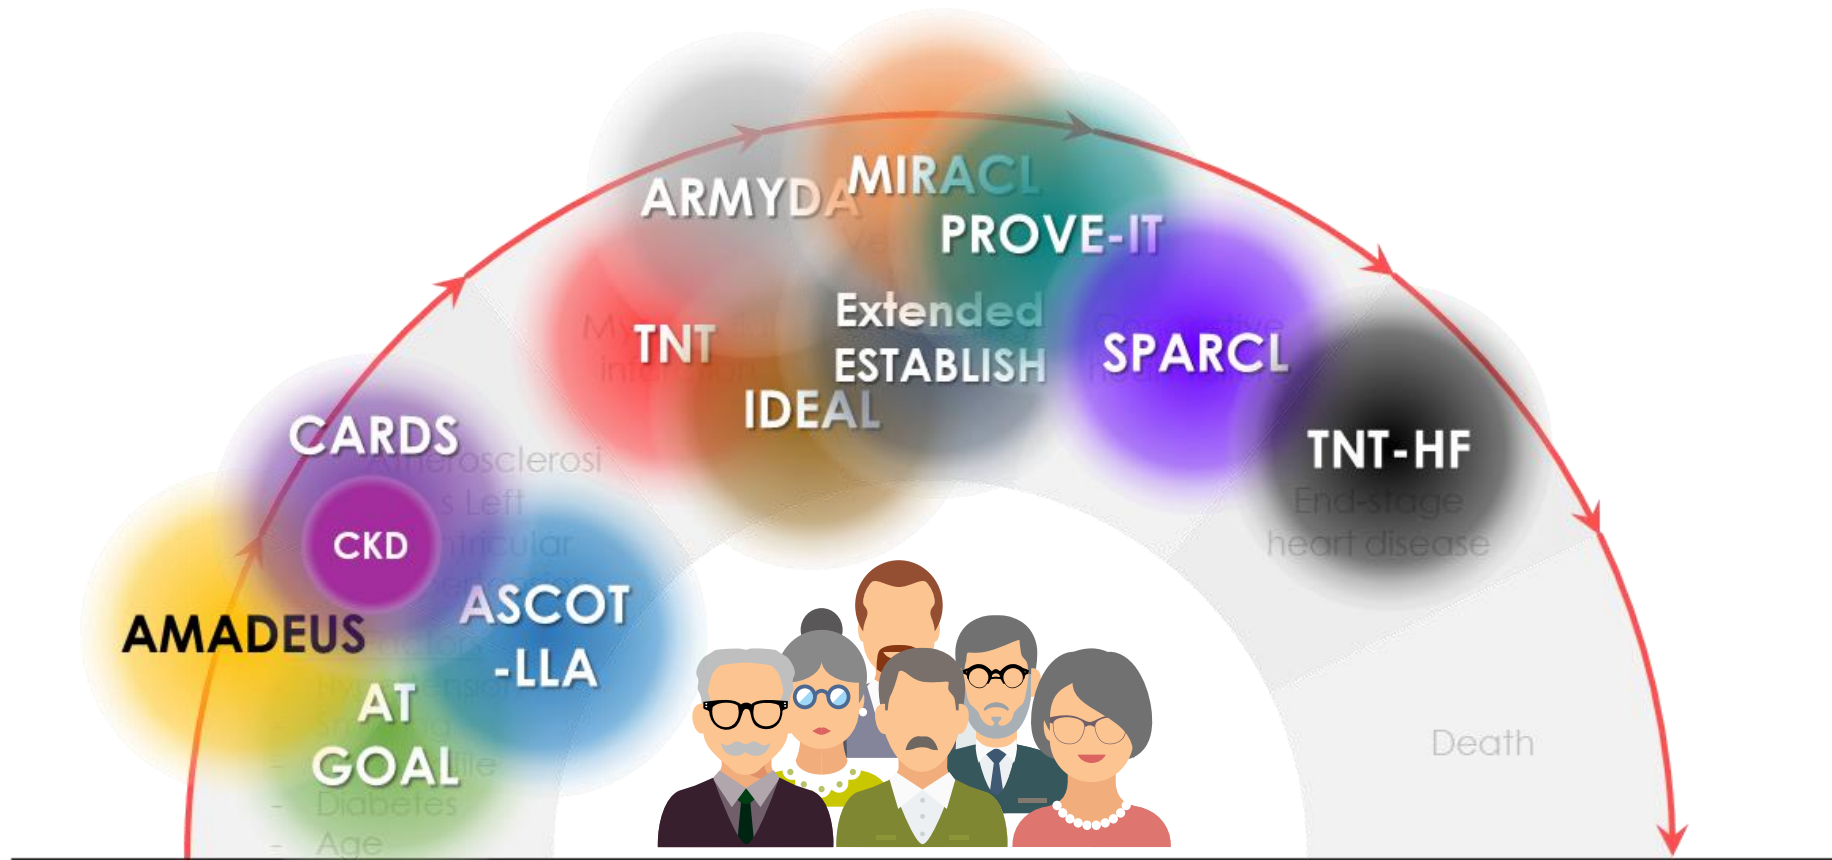 ARMYDA
MIRACL
PROVE-IT
TNT
Extended
ESTABLISH
IDEAL
SPARCL
TNT-HF
CARDS
CKD
AMADEUS
ASCOT
-LLA
AT
GOAL
s Left
End-stage
heart disease
Death
- Diabetes
- Age